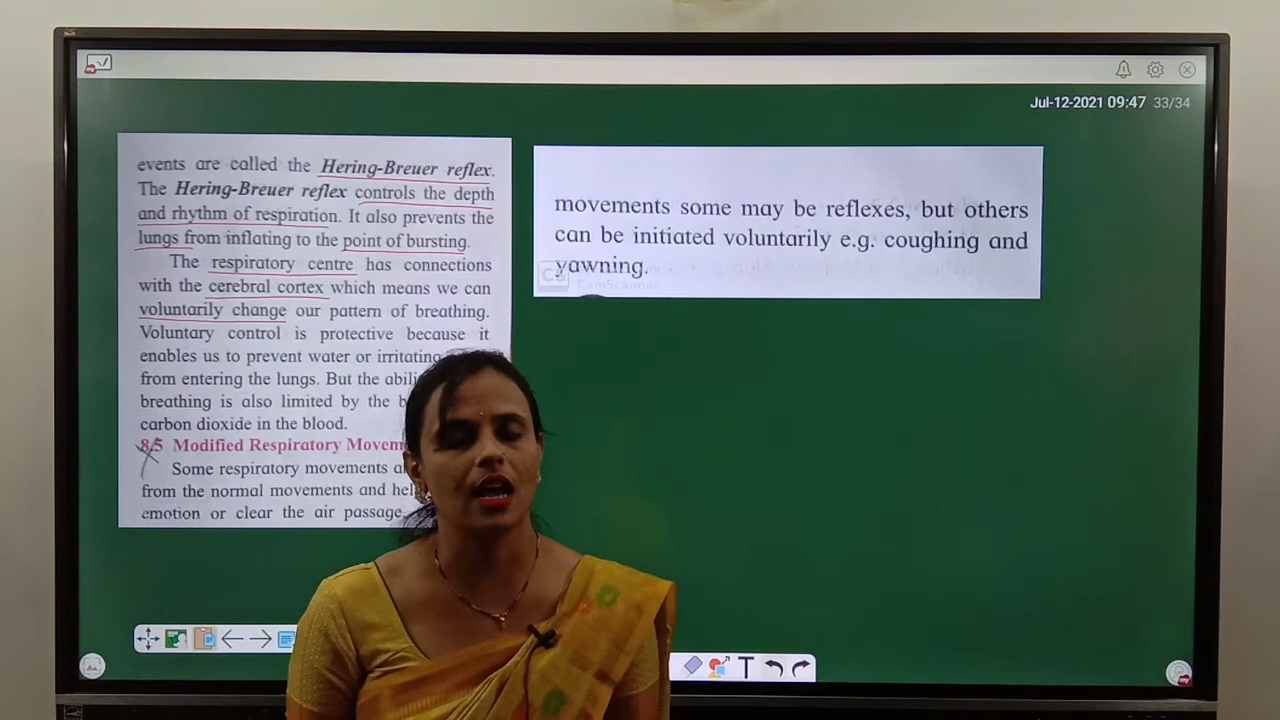 Jul-12-2021 09:47 33/34
events are called the Hering-Breuer reflex.
The Hering-Breuer reflex controls the depth
and rhythm of respiration. It also prevents the
lungs from inflating to the point of bursting.
The respiratory centre has connections
with the cerebral cortex which means we can
voluntarily change our pattern of breathing.
Voluntary control is protective because it
enables us to prevent water or irritating
from entering the lungs. But the
breathing is also limited by the
carbon dioxide in the blood.
8.5 Modified Respiratory
Some respiratory movements
from the normal movements and
emotion or clear the air passage.
movements some may be reflexes, but others
can be initiated voluntarily e.g. coughing and
yawning.
CS CamScanner
T